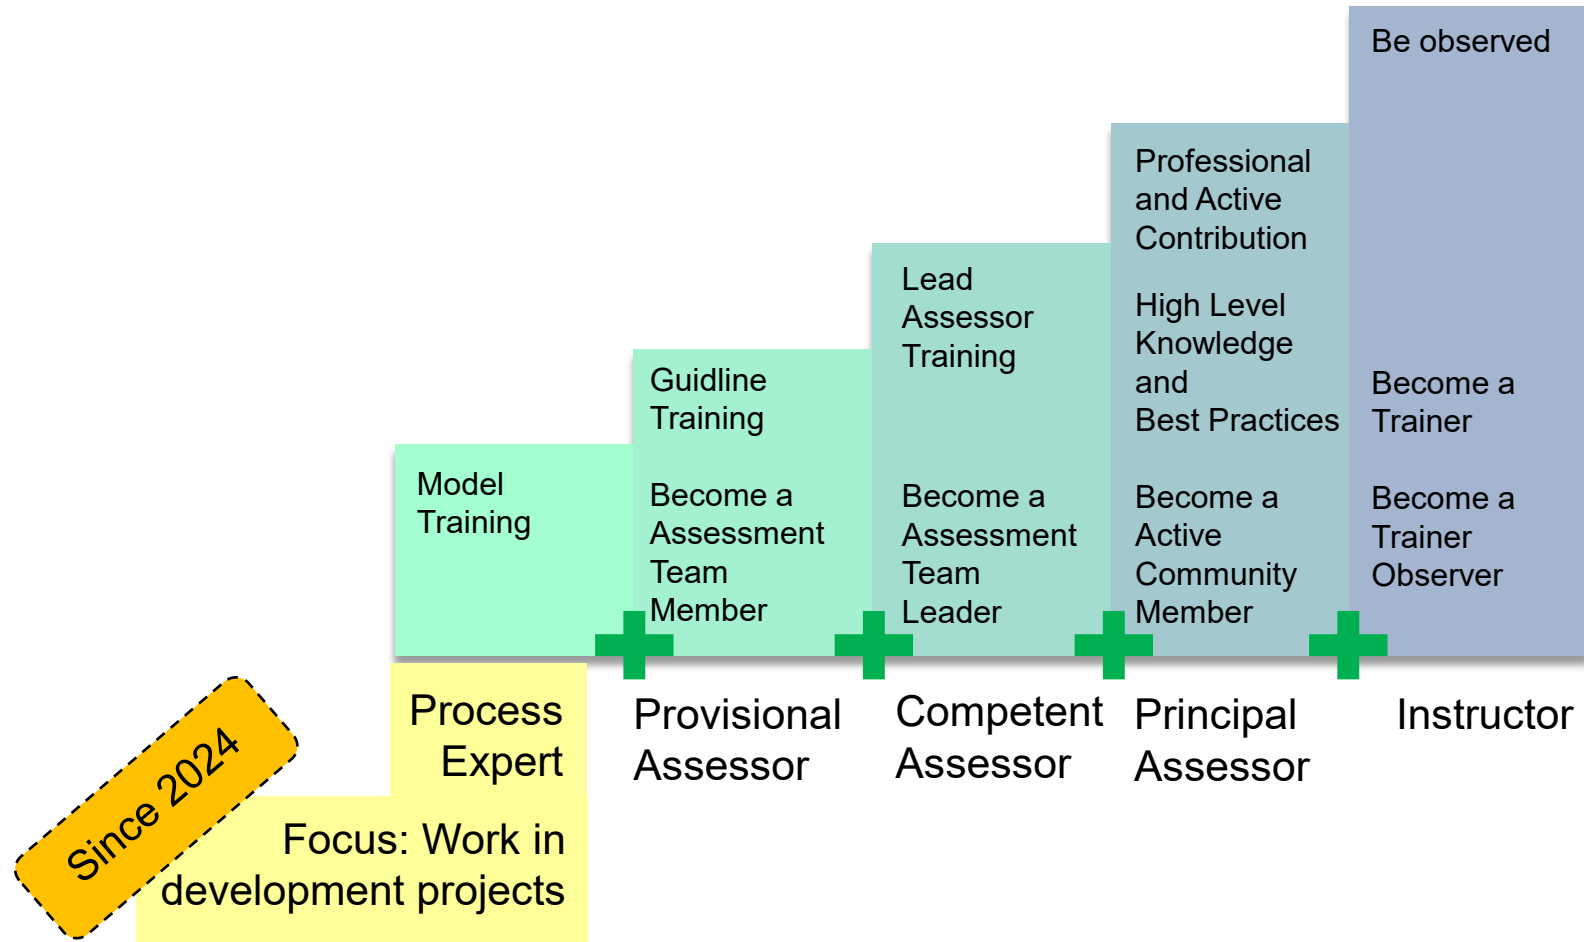 Be observed
Become a
Trainer
Become a
Trainer
Observer
Professional
and Active
Contribution
High Level
Knowledge
and
Best Practices
Become a
Active
Community
Member
Lead
Assessor
Training
Become a
Assessment
Team
Leader
Guidline
Training
Become a
Assessment
Team
Member
Model
Training
Process
Expert
Provisional
Assessor
Competent
Assessor
Principal
Assessor
Instructor
Since 2024
Focus: Work in
development projects